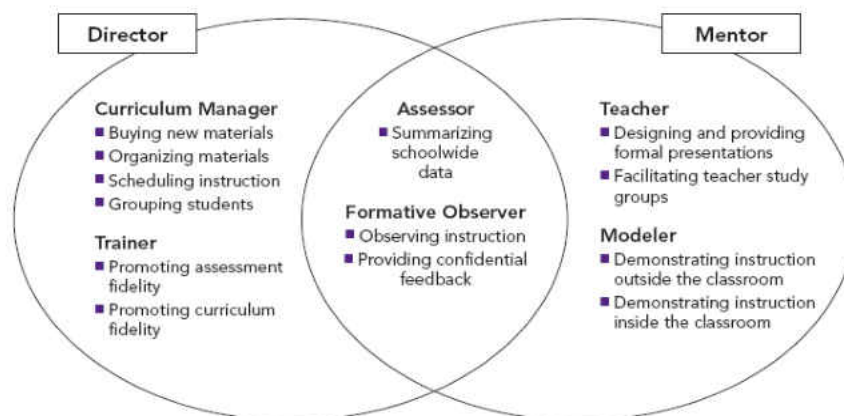 Director
Mentor
Curriculum Manager
■ Buying new materials
■ Organizing materials
■ Scheduling instruction
■ Grouping students
Trainer
■ Promoting assessment
fidelity
■ Promoting curriculum
fidelity
Assessor
■ Summarizing
schoolwide
data
Formative Observer
■ Observing instruction
■ Providing confidential
feedback
Teacher
■ Designing and providing
formal presentations
■ Facilitating teacher study
groups
Modeler
■ Demonstrating instruction
outside the classroom
■ Demonstrating instruction
inside the classroom